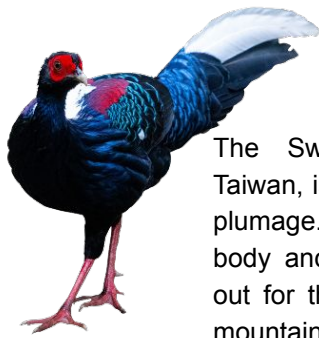 The Sw
Taiwan, i
plumage.
body and
out for th
mountain